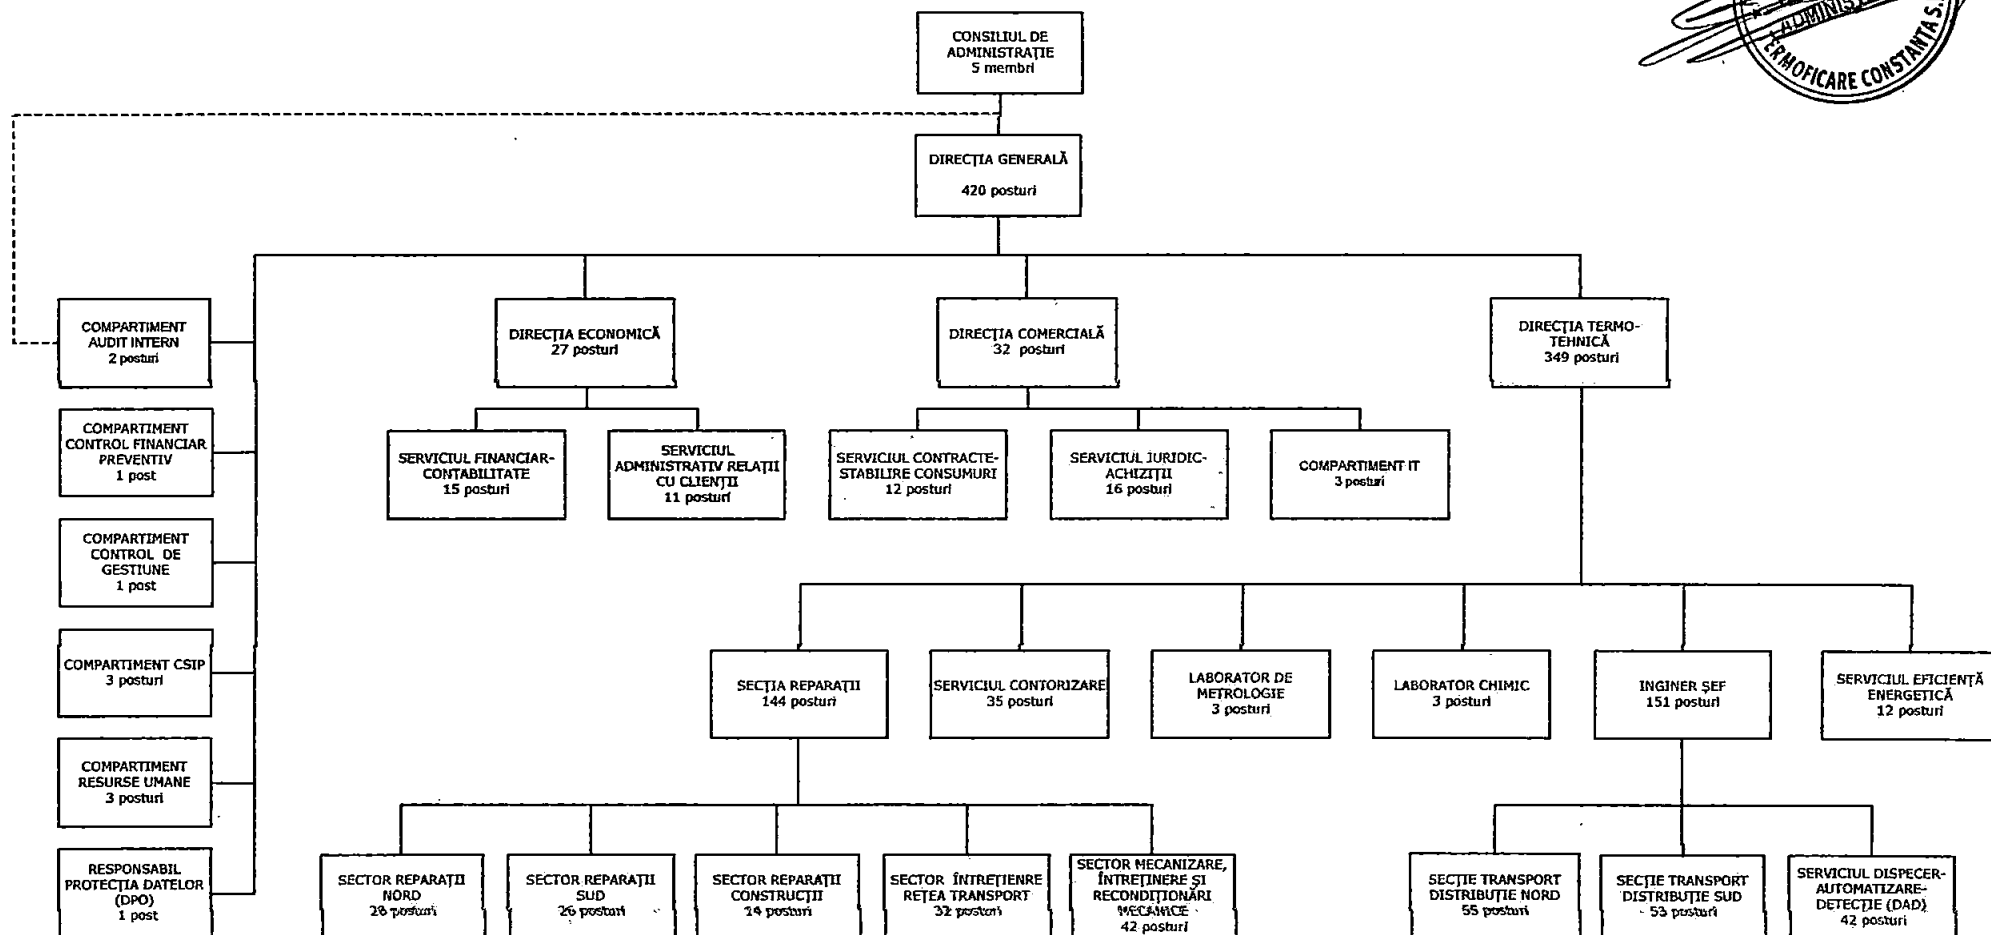 ADMINIS
TERMOFICARE CONSTANȚA S.
CONSILIUL DE
ADMINISTRAȚIE
5 membri
DIRECȚIA GENERALĂ
420 posturi
COMPARTIMENT
AUDIT INTERN
2 posturi
DIRECȚIA ECONOMICĂ
27 posturi
DIRECȚIA COMERCIALĂ
32 posturi
DIRECȚIA TERMO-
TEHNICĂ
349 posturi
COMPARTIMENT
CONTROL FINANCIAR
PREVENTIV
1 post
SERVICIUL FINANCIAR-
CONTABILITATE
15 posturi
SERVICIUL
ADMINISTRATIV RELAȚII
CU CLIENȚII
11 posturi
SERVICIUL CONTRACTE-
STABILIRE CONSUMURI
12 posturi
SERVICIUL JURIDIC-
ACHIZIȚII
16 posturi
COMPARTIMENT IT
3 posturi
COMPARTIMENT
CONTROL DE
GESTIUNE
1 post
COMPARTIMENT CSIP
3 posturi
SECȚIA REPARAȚII
144 posturi
SERVICIUL CONTORIZARE
35 posturi
LABORATOR DE
METROLOGIE
3 posturi
LABORATOR CHIMIC
3 posturi
INGINER ȘEF
151 posturi
SERVICIUL EFICIENȚĂ
ENERGETICĂ
12 posturi
COMPARTIMENT
RESURSE UMANE
3 posturi
RESPONSABIL
PROTECȚIA DATELOR
(DPO)
1 post
SECTOR REPARAȚII
NORD
28 posturi
SECTOR REPARAȚII
SUD
26 posturi
SECTOR REPARAȚII
CONSTRUCȚII
14 posturi
SECTOR ÎNTREȚIENRE
REȚEA TRANSPORT
32 posturi
SECTOR MECANIZARE,
ÎNTREȚINERE ȘI
RECONDIȚIONĂRI
MECANICE
42 posturi
SECȚIE TRANSPORT
DISTRIBUȚIE NORD
55 posturi
SECȚIE TRANSPORT
DISTRIBUȚIE SUD
53 posturi
SERVICIUL DISPECER-
AUTOMATIZARE-
DETECȚIE (DAD)
42 posturi